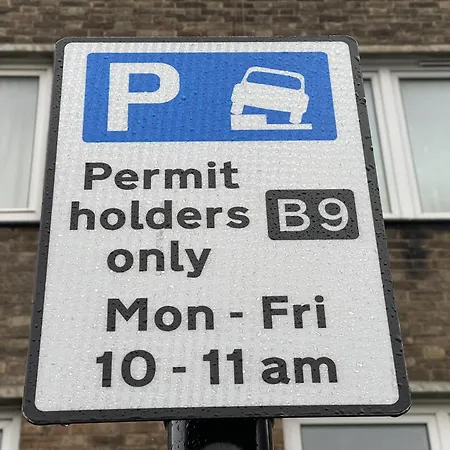 P
Permit
holders B9
only
Mon - Fri
10 - 11 am